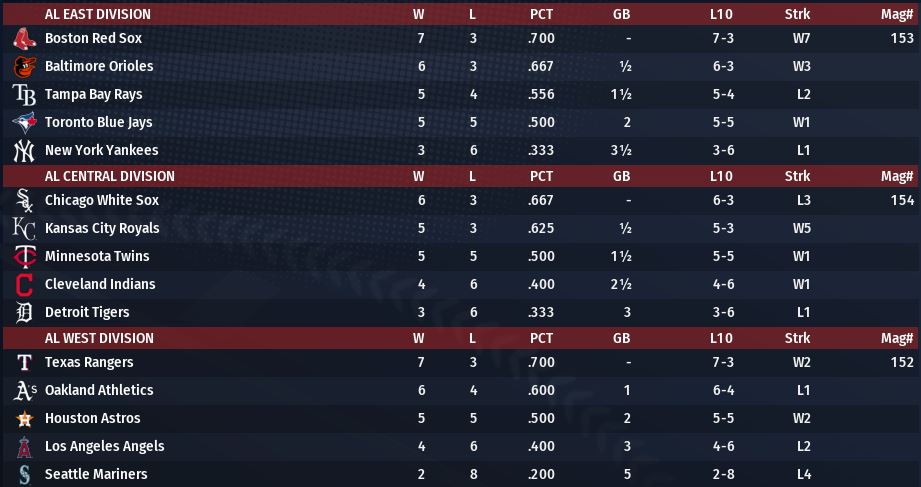 AL EAST DIVISION W L PCT GB L10 Strk Mag#
Boston Red Sox 7 3 .700 - 7-3 W7 153
Baltimore Orioles 6 3 .667 ½ 6-3 W3
TB Tampa Bay Rays 5 4 .556 1½ 5-4 L2
Toronto Blue Jays 5 5 .500 2 5-5 W1
NY New York Yankees 3 6 .333 3½ 3-6 L1
AL CENTRAL DIVISION W L PCT GB L10 Strk Mag#
Sox Chicago White Sox 6 3 .667 - 6-3 L3 154
KC Kansas City Royals 5 3 .625 ½ 5-3 W5
TC Minnesota Twins 5 5 .500 1½ 5-5 W1
C Cleveland Indians 4 6 .400 2½ 4-6 W1
D Detroit Tigers 3 6 .333 3 3-6 L1
AL WEST DIVISION W L PCT GB L10 Strk Mag#
T Texas Rangers 7 3 .700 - 7-3 W2 152
A's Oakland Athletics 6 4 .600 1 6-4 L1
H Houston Astros 5 5 .500 2 5-5 W2
A Los Angeles Angels 4 6 .400 3 4-6 L2
S Seattle Mariners 2 8 .200 5 2-8 L4